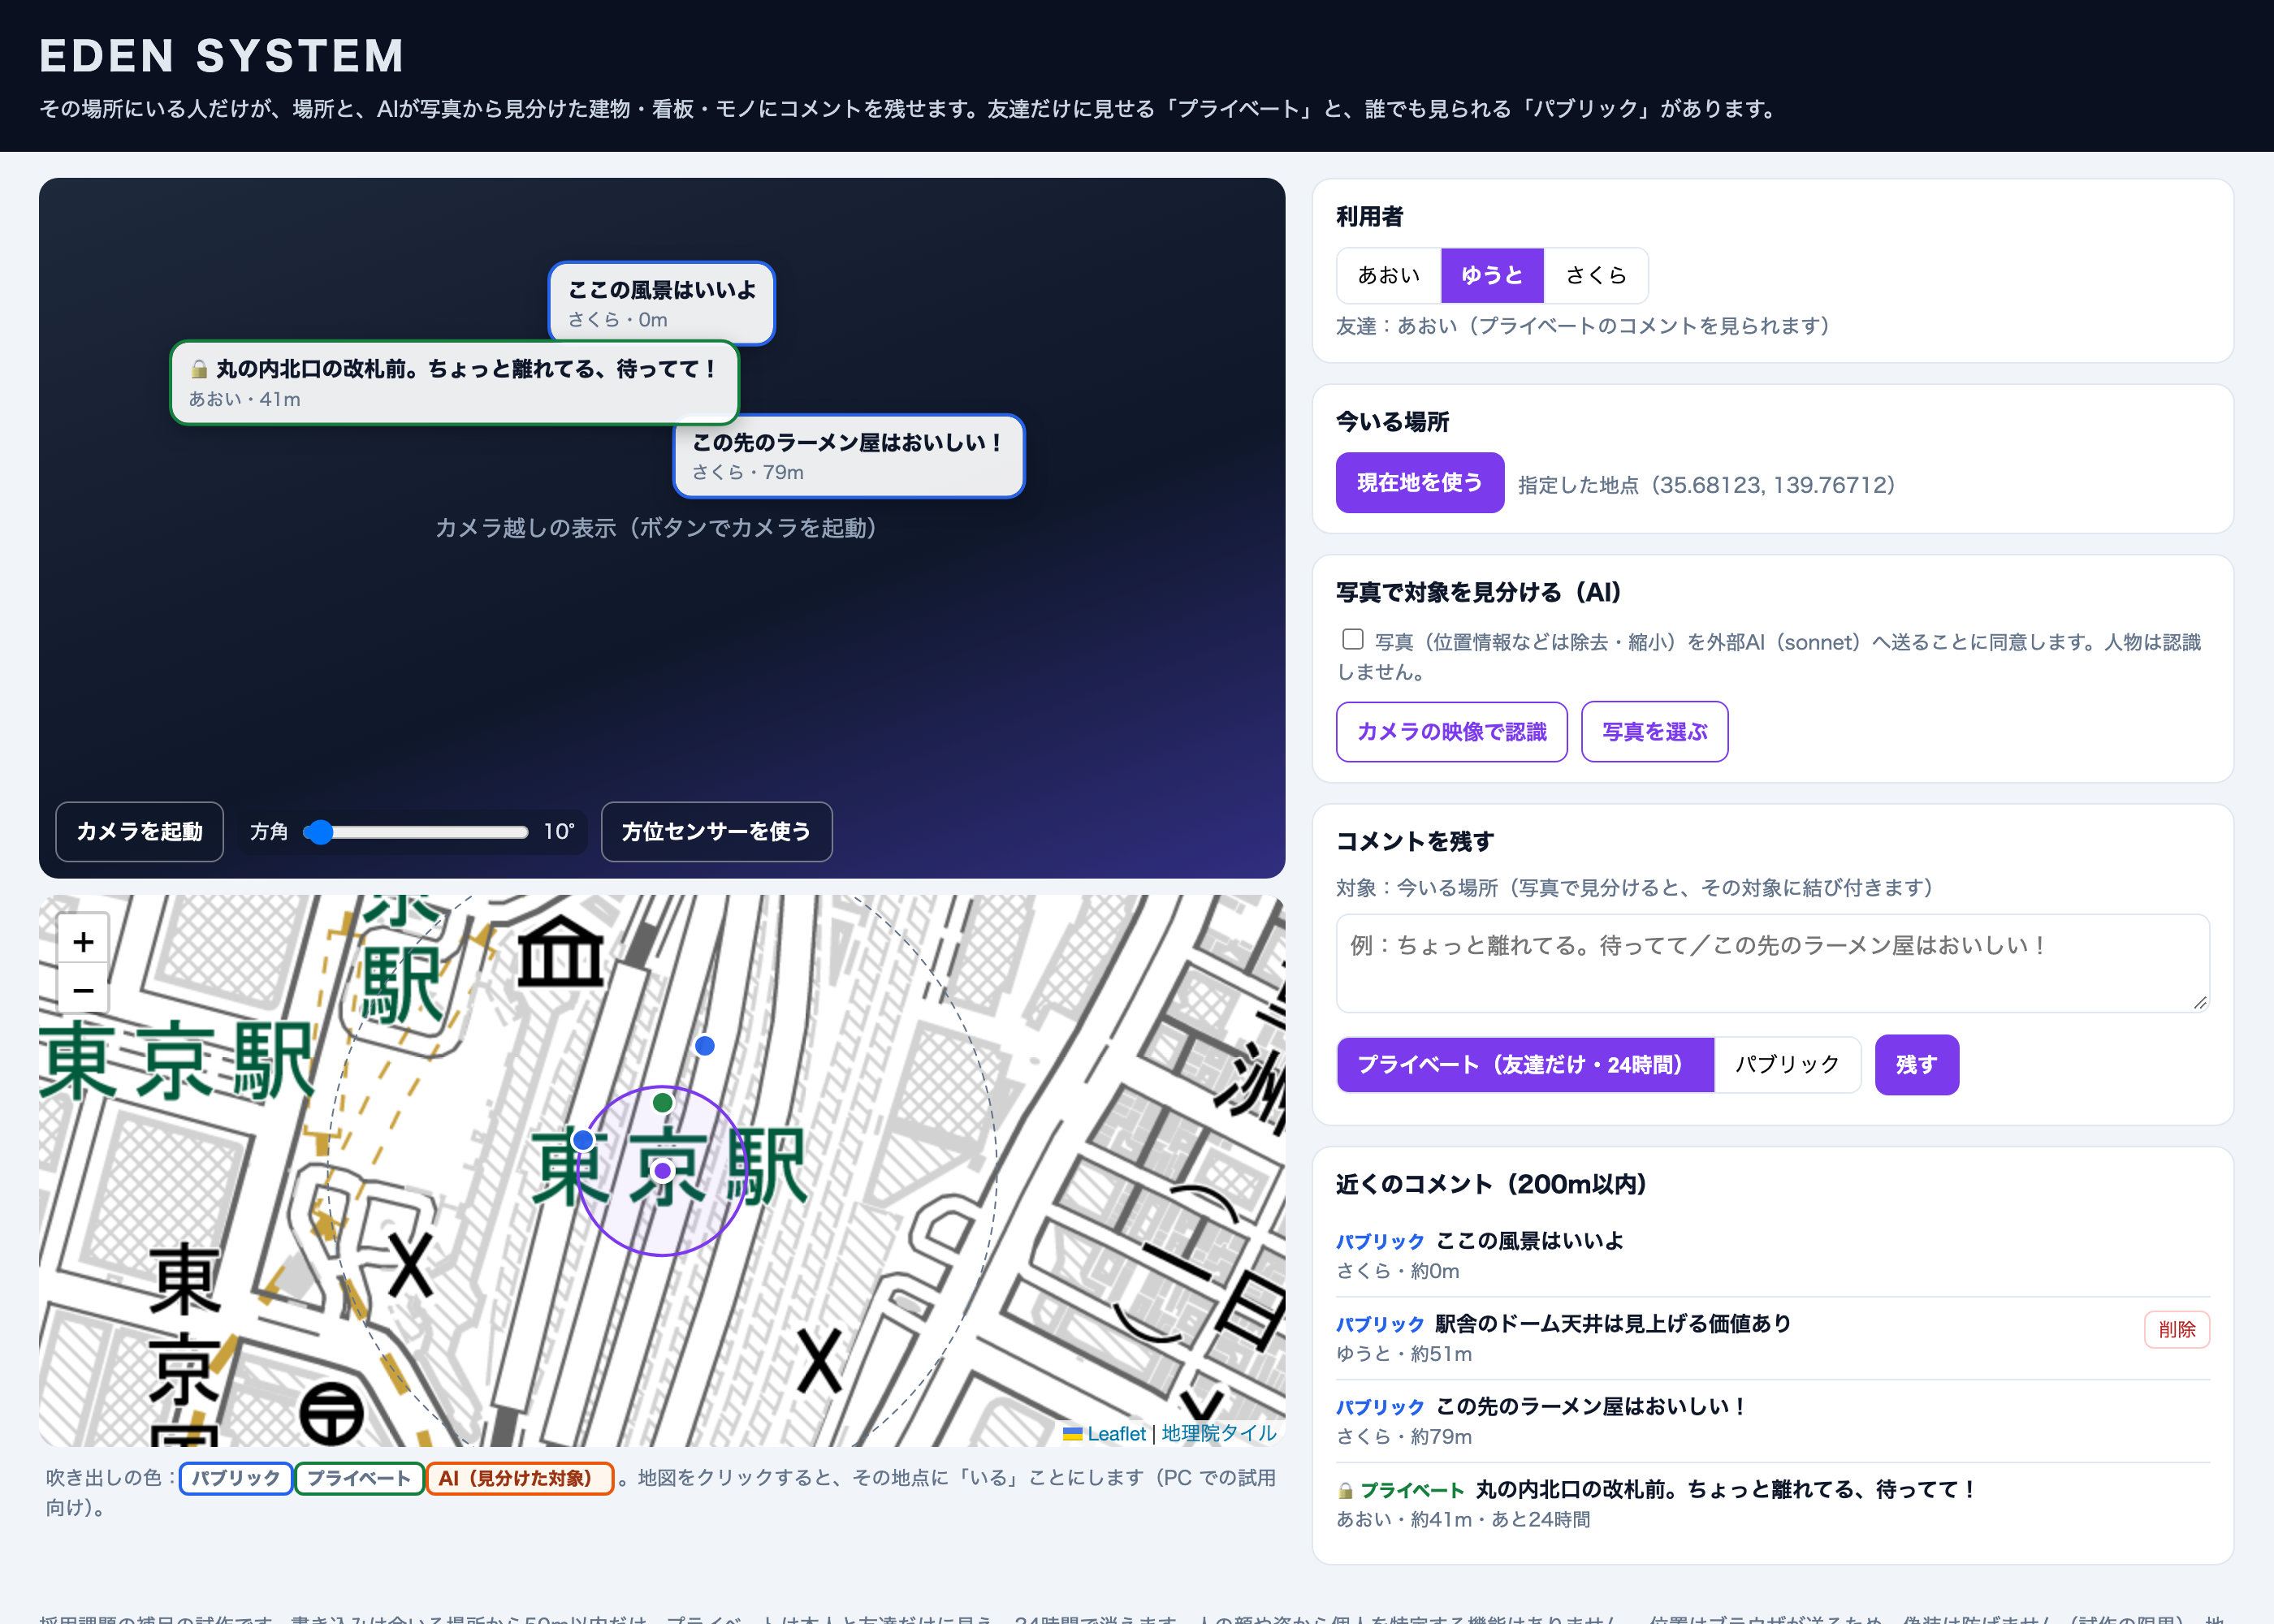 EDEN SYSTEM
その場所にいる人だけが、場所と、AIが写真から見分けた建物・看板・モノにコメントを残せます。友達だけに見せる「プライベート」と、誰でも見られる「パブリック」があります。
ここの風景はいいよ
さくら・0m
🔒 丸の内北口の改札前。ちょっと離れてる、待ってて！
あおい・41m
この先のラーメン屋はおいしい！
さくら・79m
カメラ越しの表示（ボタンでカメラを起動）
カメラを起動
方角
10°
方位センサーを使う
+
−
京
駅
東京駅
東京駅
東
京
洲
一
目
Leaflet | 地理院タイル
吹き出しの色：パブリック プライベート AI（見分けた対象）。地図をクリックすると、その地点に「いる」ことにします（PC での試用
向け）。
利用者
あおい
ゆうと
さくら
友達：あおい（プライベートのコメントを見られます）
今いる場所
現在地を使う
指定した地点（35.68123, 139.76712）
写真で対象を見分ける（AI）
写真（位置情報などは除去・縮小）を外部AI（sonnet）へ送ることに同意します。人物は認識
しません。
カメラの映像で認識
写真を選ぶ
コメントを残す
対象：今いる場所（写真で見分けると、その対象に結び付きます）
例：ちょっと離れてる。待ってて／この先のラーメン屋はおいしい！
プライベート（友達だけ・24時間）
パブリック
残す
近くのコメント（200m以内）
パブリック ここの風景はいいよ
さくら・約0m
パブリック 駅舎のドーム天井は見上げる価値あり
削除
ゆうと・約51m
パブリック この先のラーメン屋はおいしい！
さくら・約79m
🔒 プライベート 丸の内北口の改札前。ちょっと離れてる、待ってて！
あおい・約41m・あと24時間